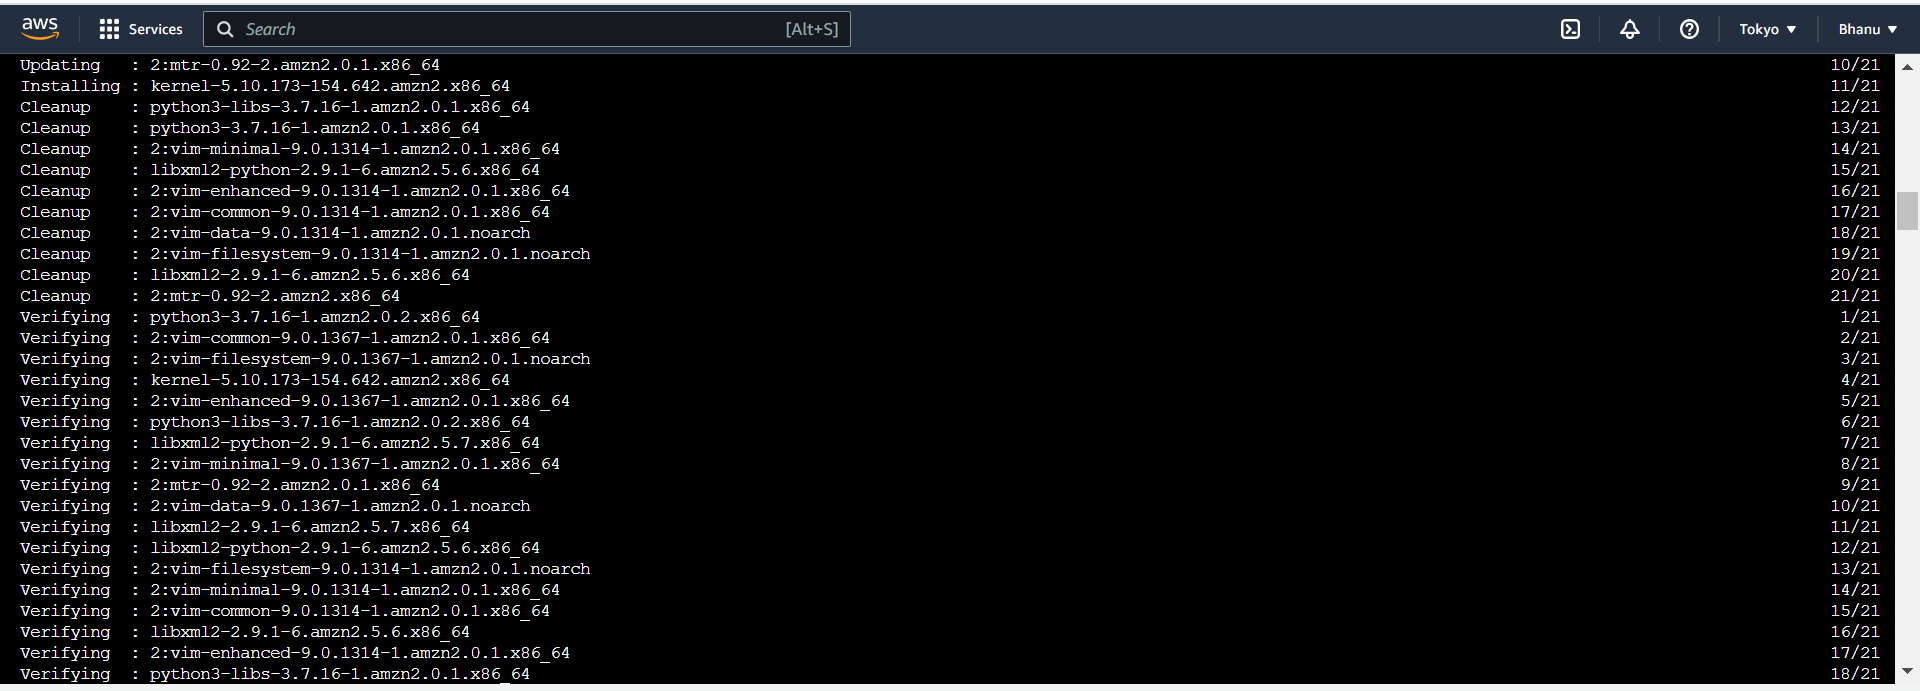 aws Services Search [Alt+S] Tokyo ▼ Bhanu ▼
Updating : 2:mtr-0.92-2.amzn2.0.1.x86_64 10/21
Installing : kernel-5.10.173-154.642.amzn2.x86_64 11/21
Cleanup : python3-libs-3.7.16-1.amzn2.0.1.x86_64 12/21
Cleanup : python3-3.7.16-1.amzn2.0.1.x86_64 13/21
Cleanup : 2:vim-minimal-9.0.1314-1.amzn2.0.1.x86_64 14/21
Cleanup : libxml2-python-2.9.1-6.amzn2.5.6.x86_64 15/21
Cleanup : 2:vim-enhanced-9.0.1314-1.amzn2.0.1.x86_64 16/21
Cleanup : 2:vim-common-9.0.1314-1.amzn2.0.1.x86_64 17/21
Cleanup : 2:vim-data-9.0.1314-1.amzn2.0.1.noarch 18/21
Cleanup : 2:vim-filesystem-9.0.1314-1.amzn2.0.1.noarch 19/21
Cleanup : libxml2-2.9.1-6.amzn2.5.6.x86_64 20/21
Cleanup : 2:mtr-0.92-2.amzn2.x86_64 21/21
Verifying : python3-3.7.16-1.amzn2.0.2.x86_64 1/21
Verifying : 2:vim-common-9.0.1367-1.amzn2.0.1.x86_64 2/21
Verifying : 2:vim-filesystem-9.0.1367-1.amzn2.0.1.noarch 3/21
Verifying : kernel-5.10.173-154.642.amzn2.x86_64 4/21
Verifying : 2:vim-enhanced-9.0.1367-1.amzn2.0.1.x86_64 5/21
Verifying : python3-libs-3.7.16-1.amzn2.0.2.x86_64 6/21
Verifying : libxml2-python-2.9.1-6.amzn2.5.7.x86_64 7/21
Verifying : 2:vim-minimal-9.0.1367-1.amzn2.0.1.x86_64 8/21
Verifying : 2:mtr-0.92-2.amzn2.0.1.x86_64 9/21
Verifying : 2:vim-data-9.0.1367-1.amzn2.0.1.noarch 10/21
Verifying : libxml2-2.9.1-6.amzn2.5.7.x86_64 11/21
Verifying : libxml2-python-2.9.1-6.amzn2.5.6.x86_64 12/21
Verifying : 2:vim-filesystem-9.0.1314-1.amzn2.0.1.noarch 13/21
Verifying : 2:vim-minimal-9.0.1314-1.amzn2.0.1.x86_64 14/21
Verifying : 2:vim-common-9.0.1314-1.amzn2.0.1.x86_64 15/21
Verifying : libxml2-2.9.1-6.amzn2.5.6.x86_64 16/21
Verifying : 2:vim-enhanced-9.0.1314-1.amzn2.0.1.x86_64 17/21
Verifying : python3-libs-3.7.16-1.amzn2.0.1.x86_64 18/21